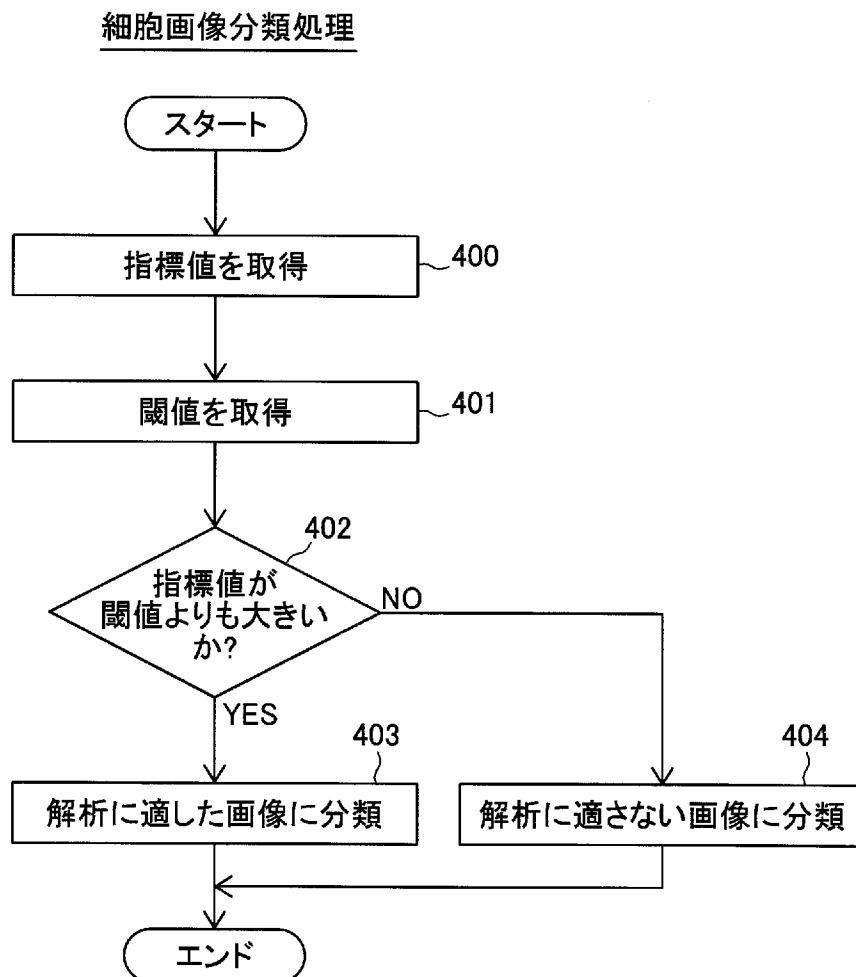 細胞画像分類処理
スタート
指標値を取得
400
閾値を取得
401
402
指標値が
閾値よりも大きい
か?
NO
YES
403
解析に適した画像に分類
404
解析に適さない画像に分類
エンド